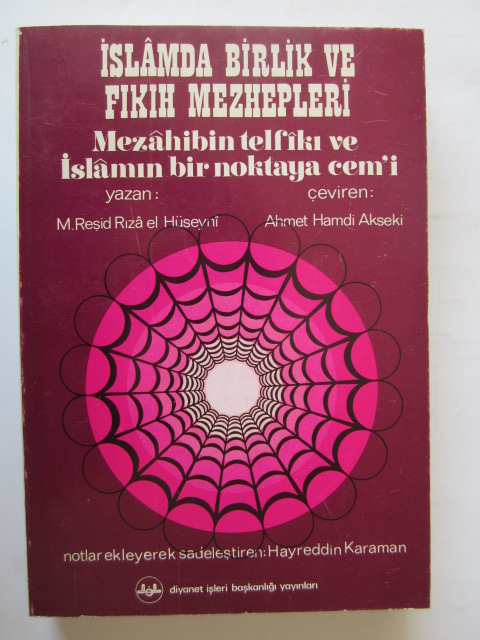 İSLÂMDA BİRLİK VE
FIKIH MEZHEPLERİ
Mezâhibin telfîkı ve
İslâmın bir noktaya cem'i
yazan: çeviren:
M.Reşid Rızâ el Hüseynî Ahmet Hamdi Akseki
notlar ekleyerek sadeleştiren: Hayreddin Karaman
diyanet işleri başkanlığı yayınları